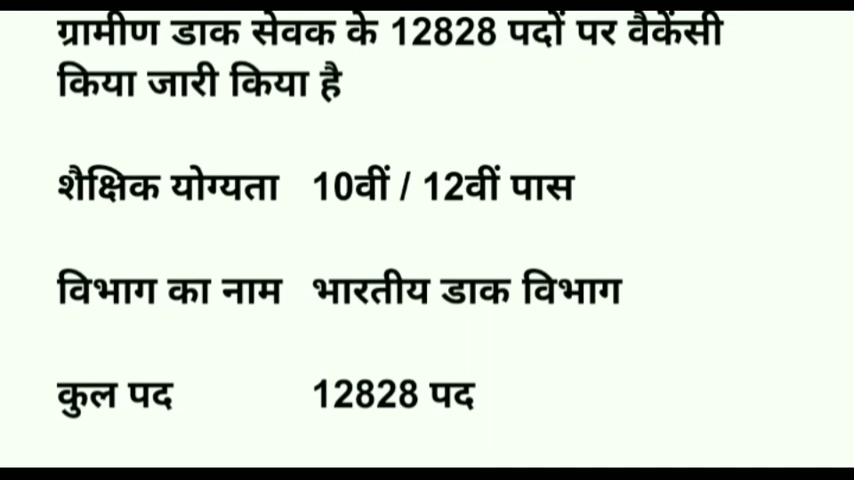 ग्रामीण डाक सेवक के 12828 पदों पर वैकेंसी
किया जारी किया है
शैक्षिक योग्यता 10वीं / 12वीं पास
विभाग का नाम भारतीय डाक विभाग
कुल पद 12828 पद